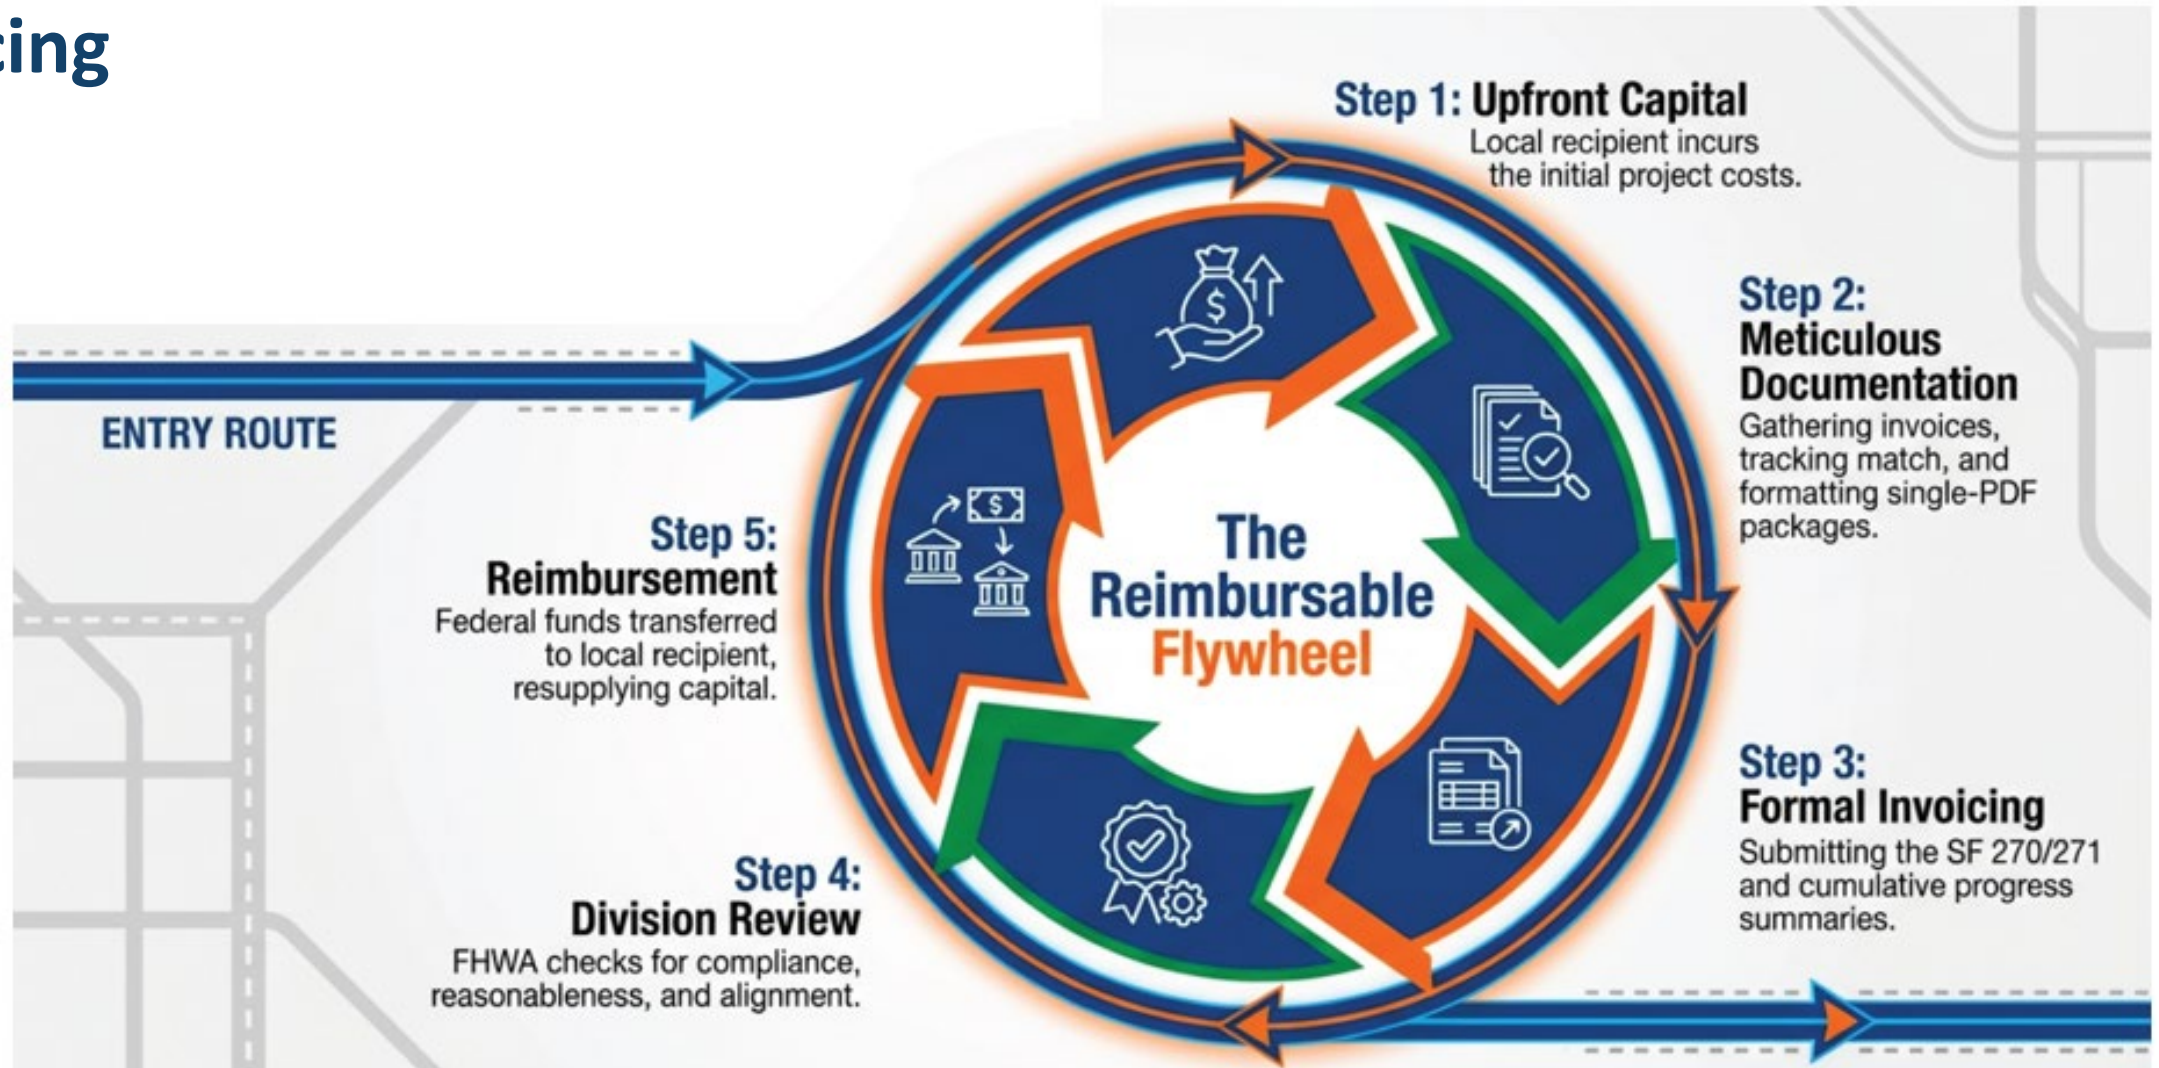 cing
Step 1: Upfront Capital
Local recipient incurs
the initial project costs.
Step 2:
Meticulous
Documentation
Gathering invoices,
tracking match, and
formatting single-PDF
packages.
ENTRY ROUTE
The
Reimbursable
Flywheel
Step 5:
Reimbursement
Federal funds transferred
to local recipient,
resupplying capital.
Step 3:
Formal Invoicing
Submitting the SF 270/271
and cumulative progress
summaries.
Step 4:
Division Review
FHWA checks for compliance,
reasonableness, and alignment.